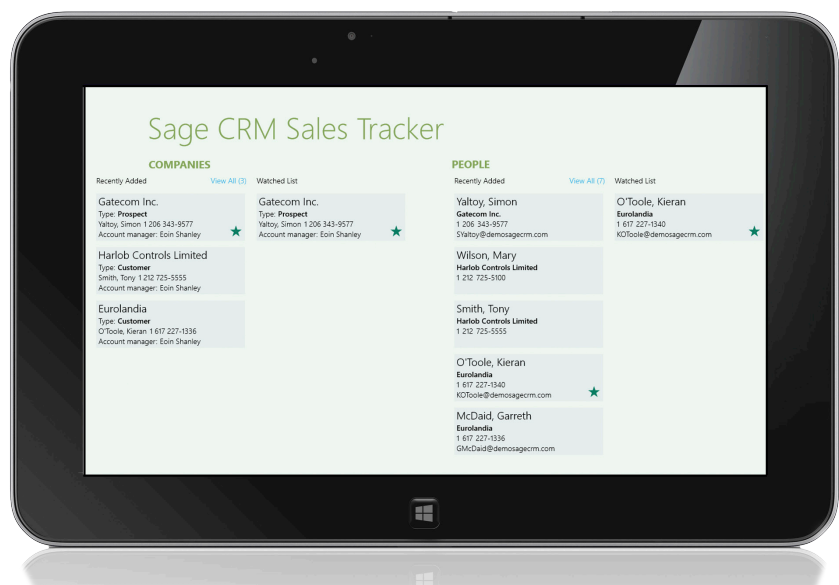 Sage CRM Sales Tracker
COMPANIES
Recently Added View All (3) Watched List
Gatecom Inc.
Type: Prospect
Yaltoy, Simon 1 206 343-9577
Account manager: Eoin Shanley
Harlob Controls Limited
Type: Customer
Smith, Tony 1 212 725-5555
Account manager: Eoin Shanley
Eurolandia
Type: Customer
O'Toole, Kieran 1 617 227-1336
Account manager: Eoin Shanley
Gatecom Inc.
Type: Prospect
Yaltoy, Simon 1 206 343-9577
Account manager: Eoin Shanley
PEOPLE
Recently Added View All (7) Watched List
Yaltoy, Simon
Gatecom Inc.
1 206 343-9577
SYaltoy@demosagecrm.com
Wilson, Mary
Harlob Controls Limited
1 212 725-5100
Smith, Tony
Harlob Controls Limited
1 212 725-5555
O'Toole, Kieran
Eurolandia
1 617 227-1340
KOToole@demosagecrm.com
McDaid, Garreth
Eurolandia
1 617 227-1336
GMcDaid@demosagecrm.com
O'Toole, Kieran
Eurolandia
1 617 227-1340
KOToole@demosagecrm.com